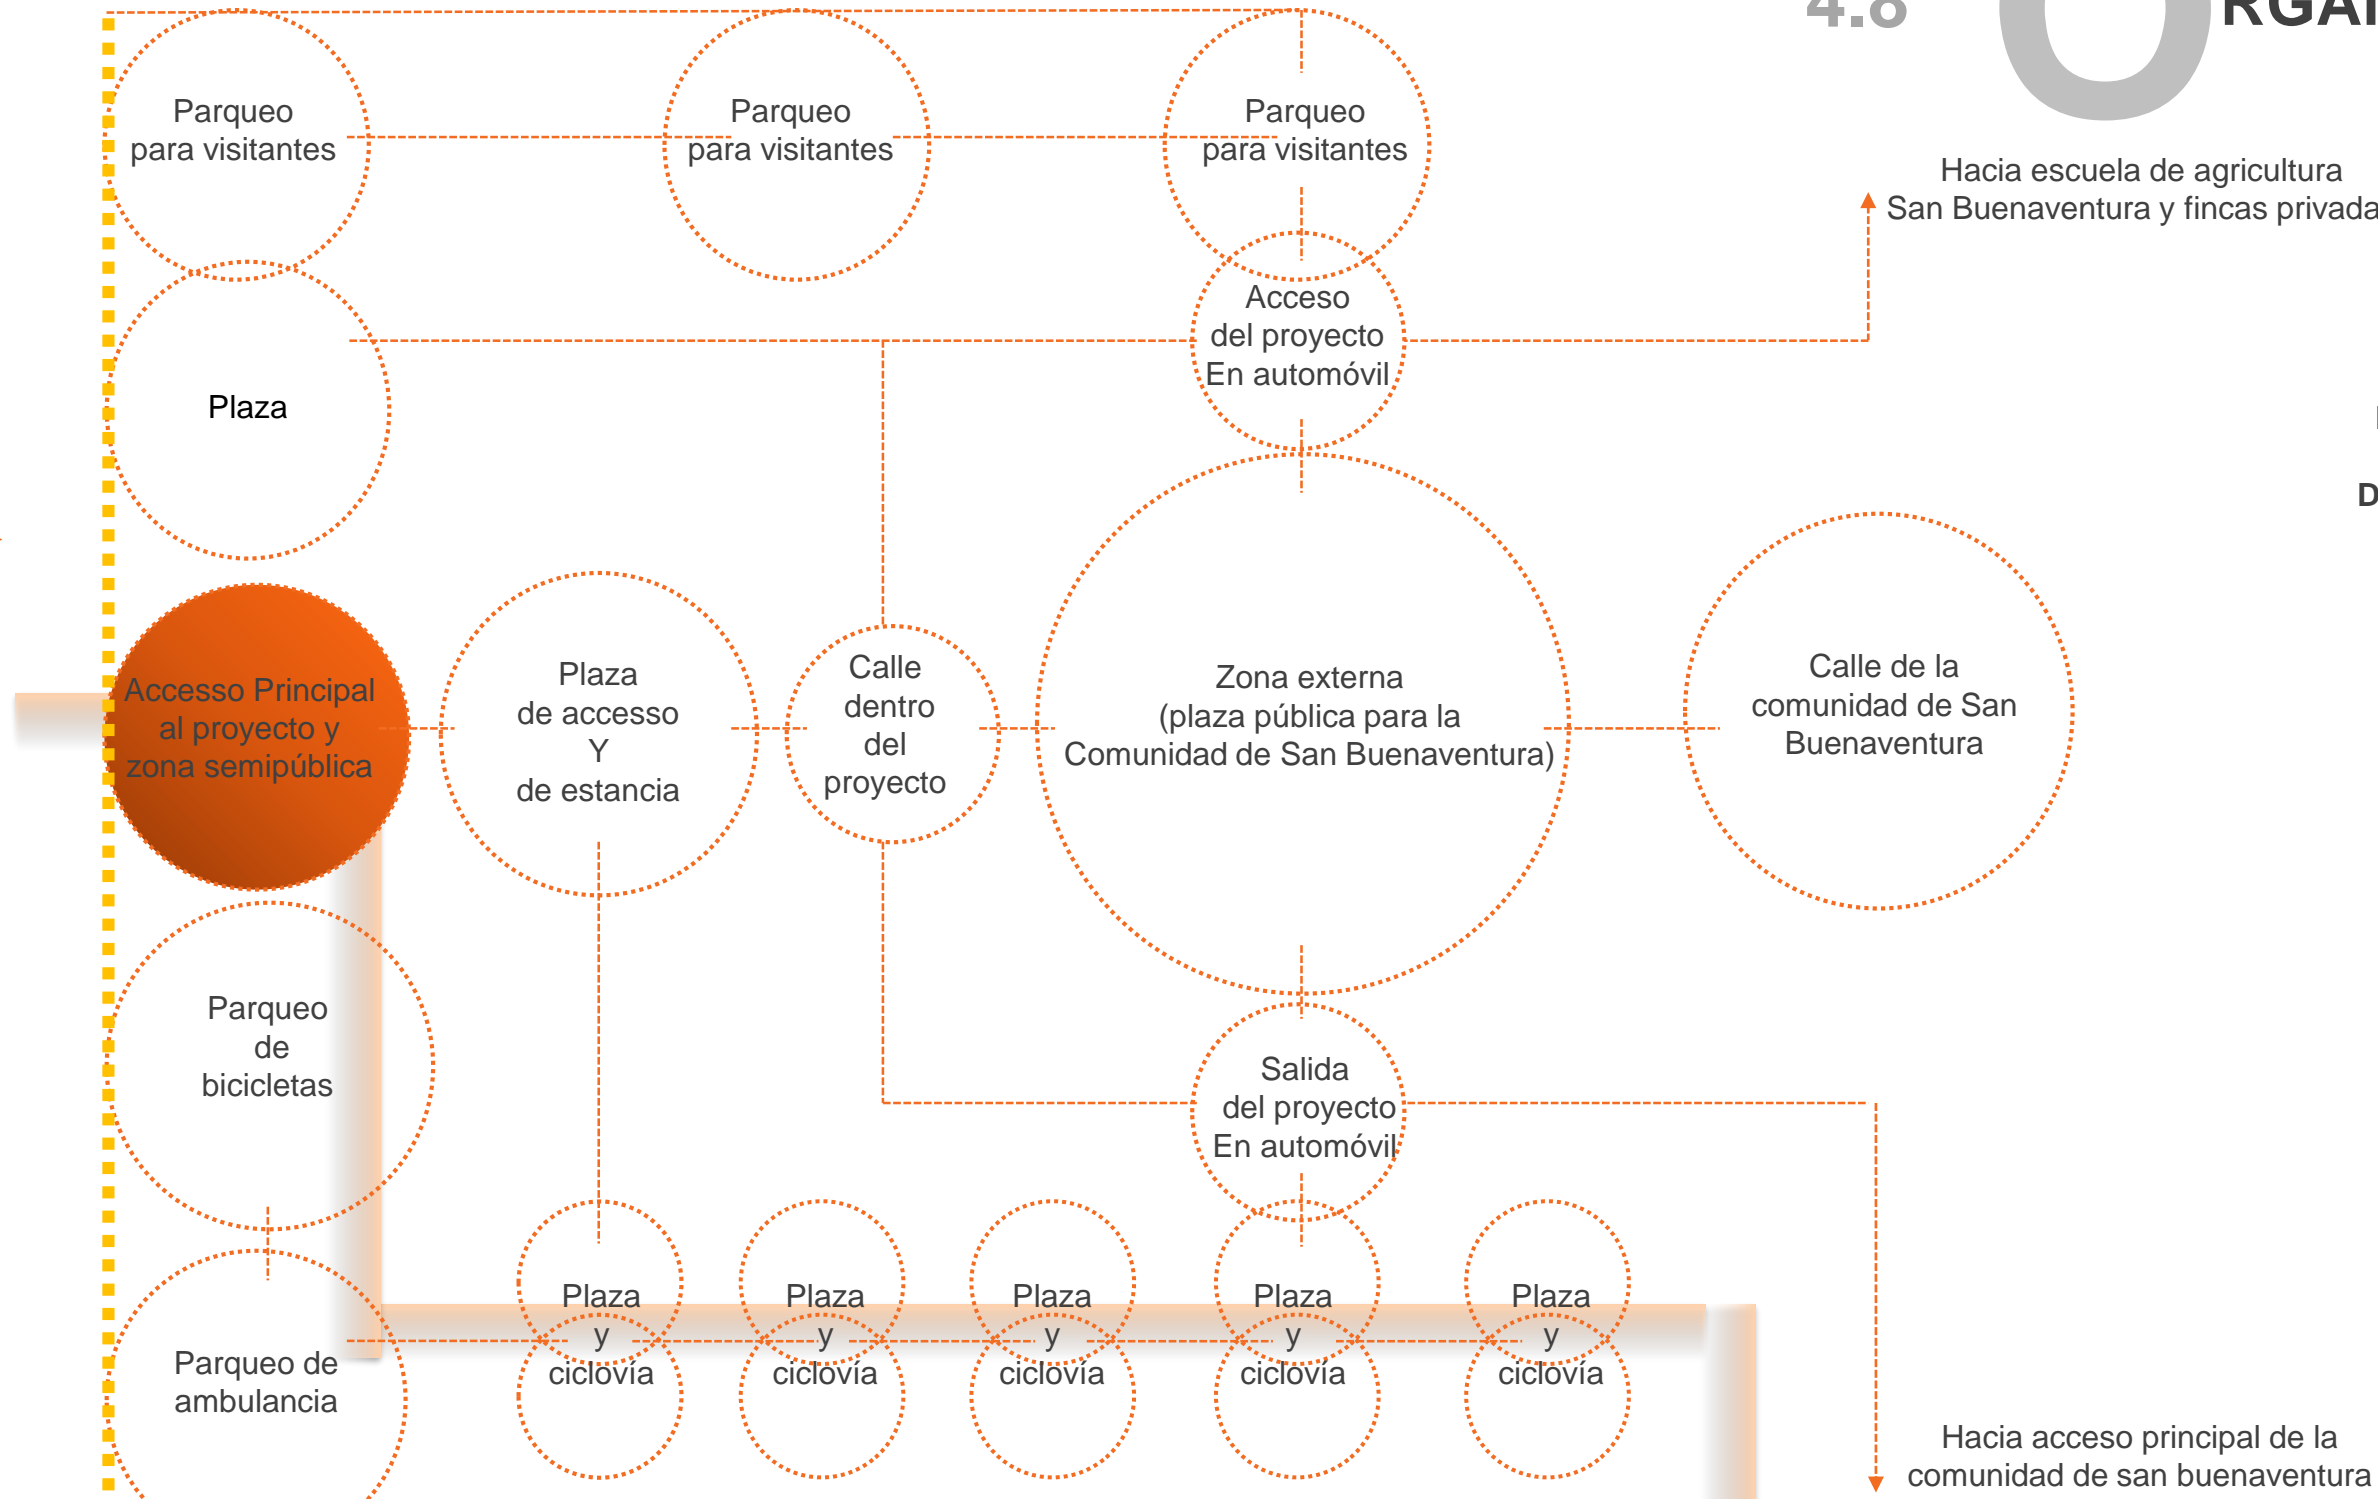 4.8
Parqueo
para visitantes
Parqueo
para visitantes
Parqueo
para visitantes
Hacia escuela de agricultura
San Buenaventura y fincas privada
Acceso
del proyecto
En automóvil
Plaza
Accesso Principal
al proyecto y
zona semipública
Plaza
de accesso
Y
de estancia
Calle
dentro
del
proyecto
Zona externa
(plaza pública para la
Comunidad de San Buenaventura)
Calle de la
comunidad de San
Buenaventura
Parqueo
de
bicicletas
Salida
del proyecto
En automóvil
Parqueo de
ambulancia
Plaza
y
ciclovía
Plaza
y
ciclovía
Plaza
y
ciclovía
Plaza
y
ciclovía
Plaza
y
ciclovía
Hacia acceso principal de la
comunidad de san buenaventura